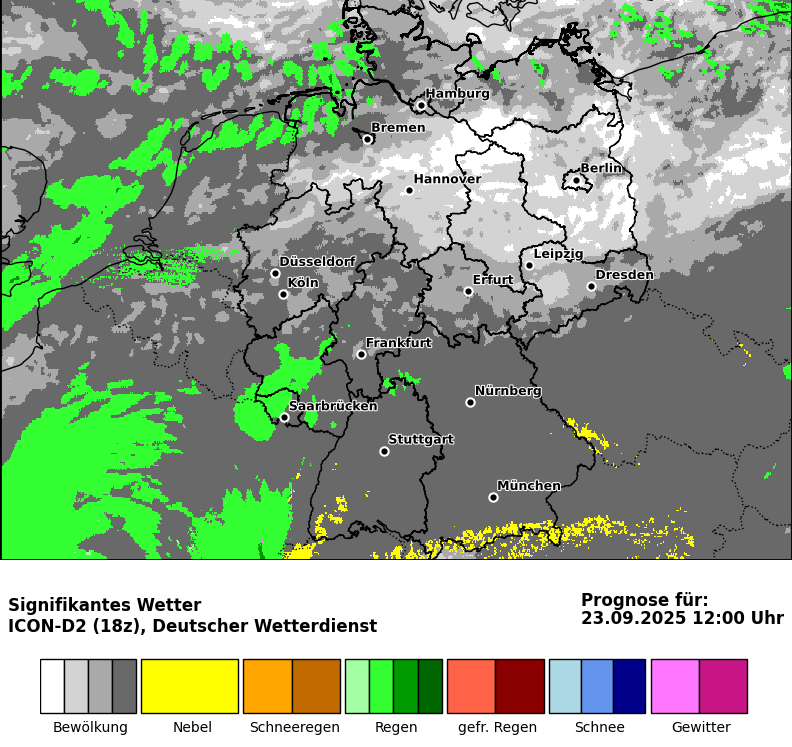 Hamburg
Bremen
Berlin
Hannover
Leipzig
Düsseldorf
Dresden
Köln
Erfurt
Frankfurt
Nürnberg
Saarbrücken
Stuttgart
München
Signifikantes Wetter
ICON-D2 (18z), Deutscher Wetterdienst
Prognose für:
23.09.2025 12:00 Uhr
Bewölkung Nebel Schneeregen Regen gefr. Regen Schnee Gewitter